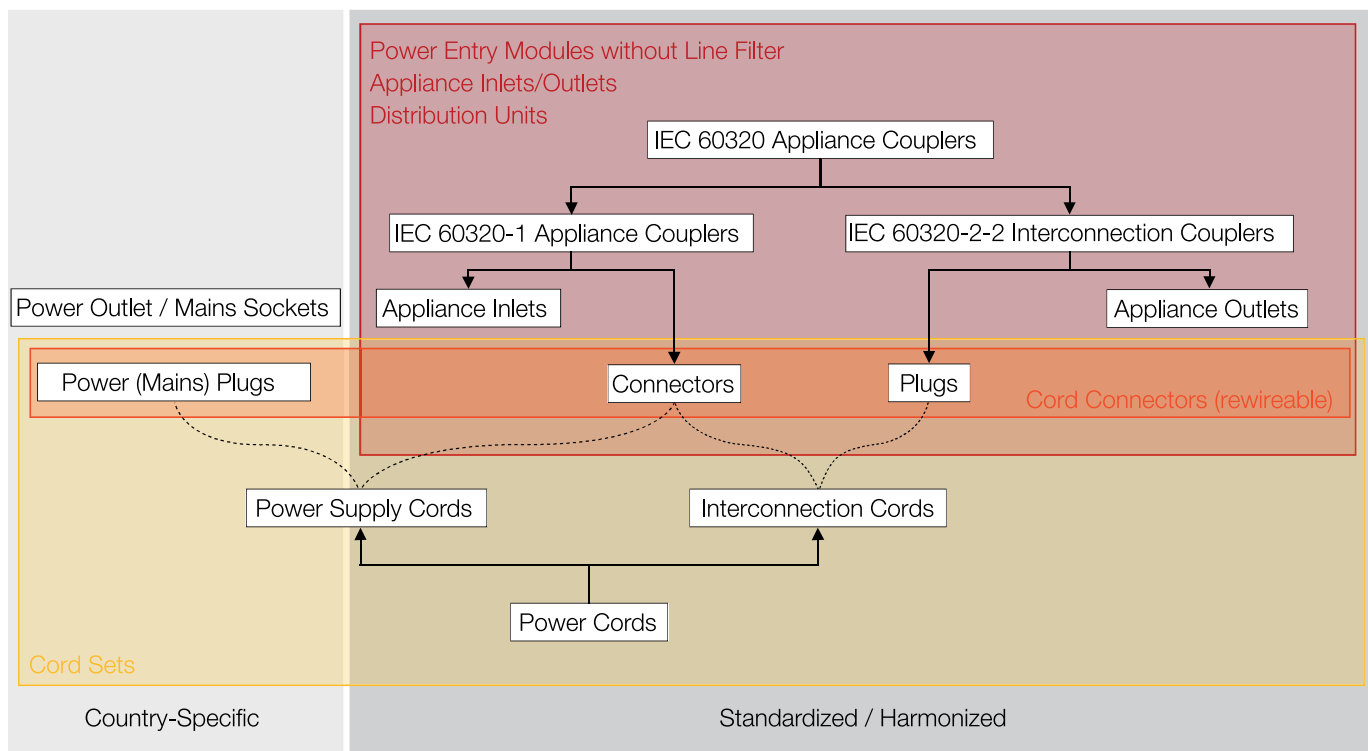 Power Entry Modules without Line Filter
Appliance Inlets/Outlets
Distribution Units
IEC 60320 Appliance Couplers
IEC 60320-1 Appliance Couplers
IEC 60320-2-2 Interconnection Couplers
Power Outlet / Mains Sockets
Appliance Inlets
Appliance Outlets
Power (Mains) Plugs
Connectors
Plugs
Cord Connectors (rewireable)
Power Supply Cords
Interconnection Cords
Power Cords
Cord Sets
Country-Specific
Standardized / Harmonized